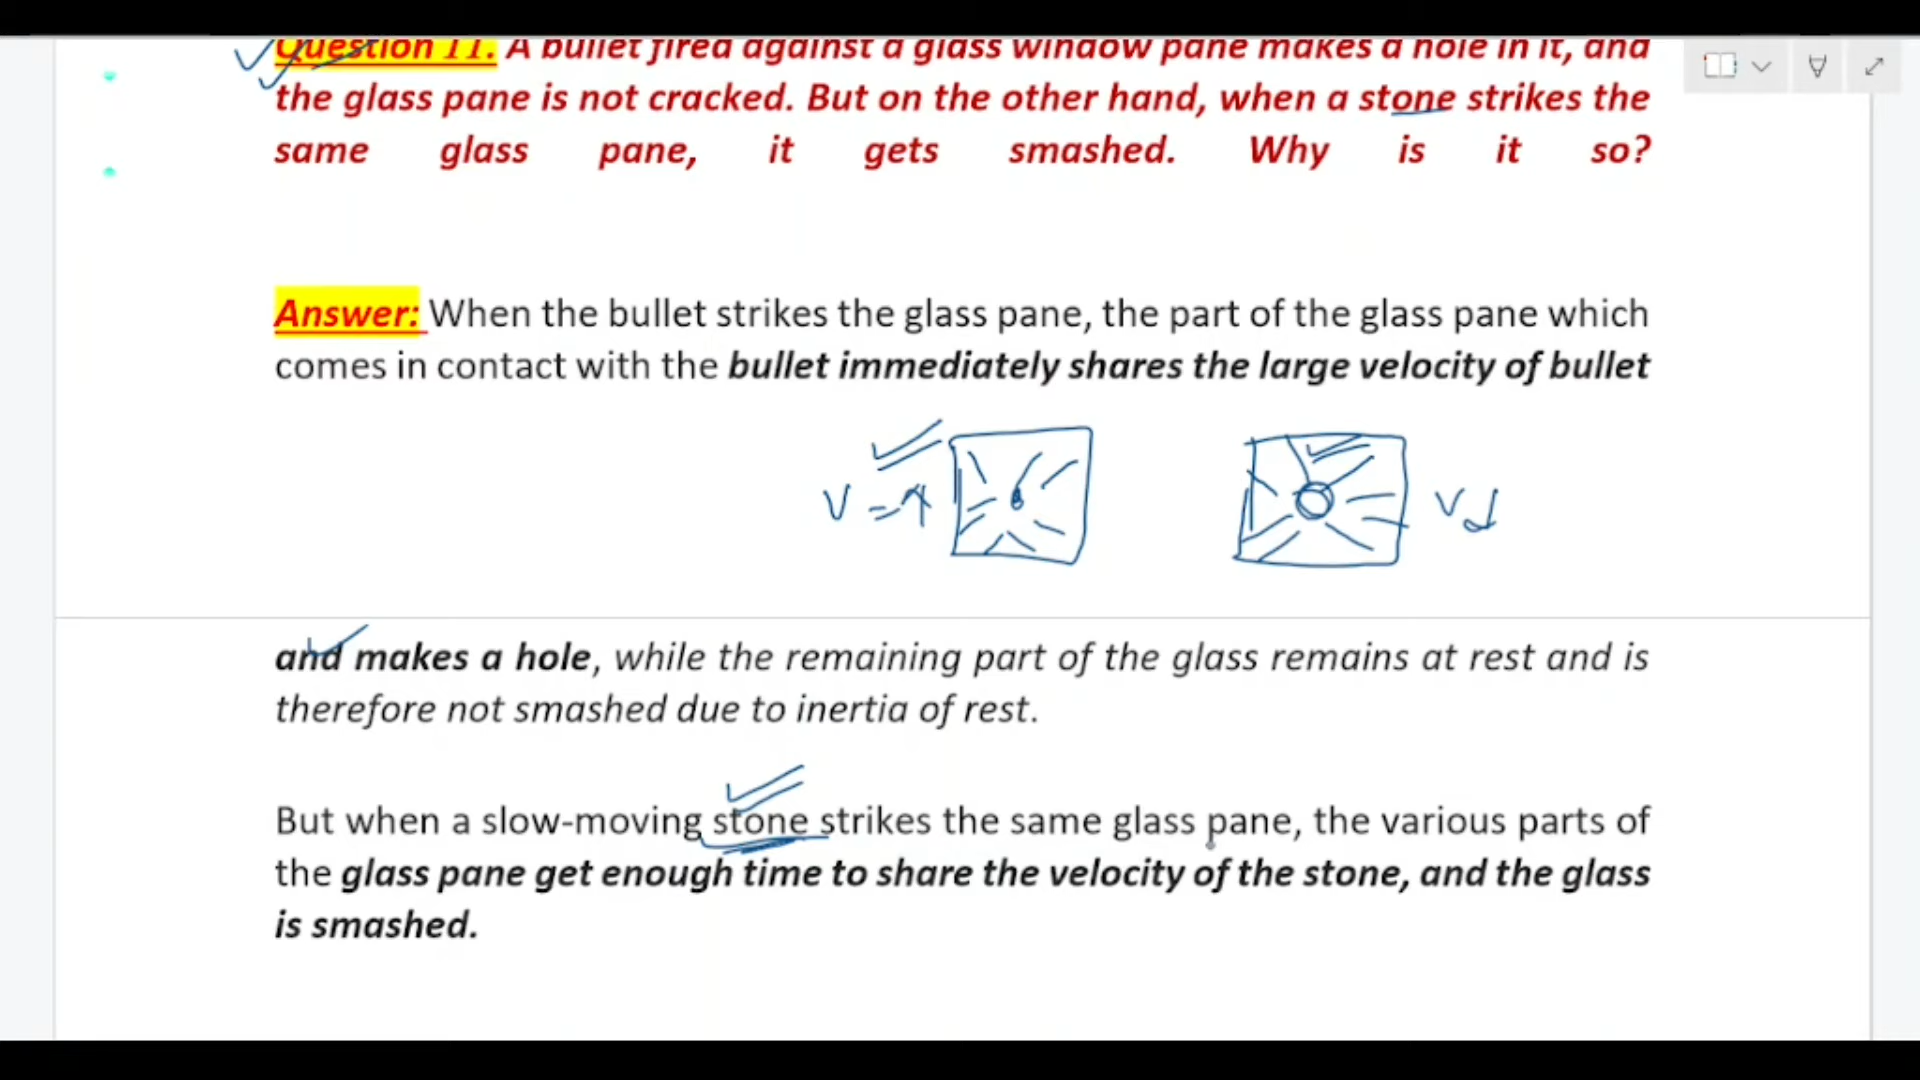 Question 11. A bullet fired against a glass window pane makes a hole in it, and
the glass pane is not cracked. But on the other hand, when a stone strikes the
same glass pane, it gets smashed. Why is it so?
Answer: When the bullet strikes the glass pane, the part of the glass pane which
comes in contact with the bullet immediately shares the large velocity of bullet
V = ↑
V ↓
and makes a hole, while the remaining part of the glass remains at rest and is
therefore not smashed due to inertia of rest.
But when a slow-moving stone strikes the same glass pane, the various parts of
the glass pane get enough time to share the velocity of the stone, and the glass
is smashed.